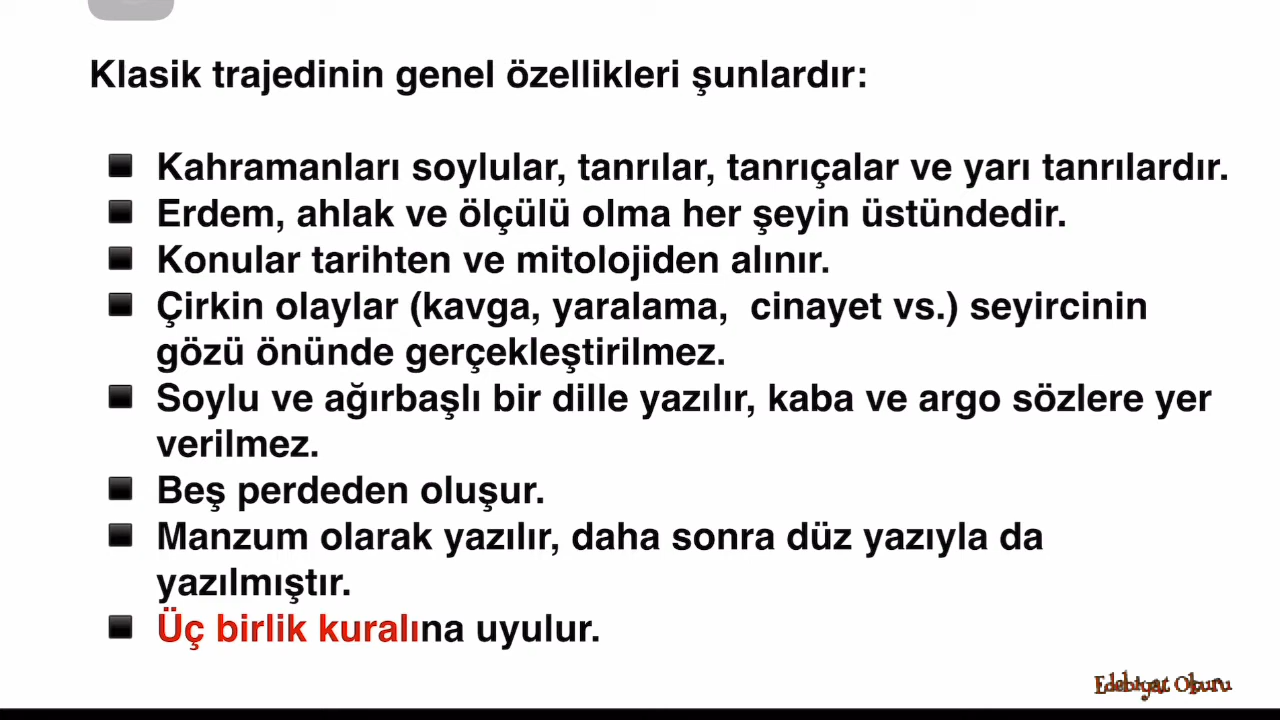 Klasik trajedinin genel özellikleri şunlardır:
Kahramanları soylular, tanrılar, tanrıçalar ve yarı tanrılardır.
Erdem, ahlak ve ölçülü olma her şeyin üstündedir.
Konular tarihten ve mitolojiden alınır.
Çirkin olaylar (kavga, yaralama, cinayet vs.) seyircinin
gözü önünde gerçekleştirilmez.
Soylu ve ağırbaşlı bir dille yazılır, kaba ve argo sözlere yer
verilmez.
Beş perdeden oluşur.
Manzum olarak yazılır, daha sonra düz yazıyla da
yazılmıştır.
Üç birlik kuralına uyulur.